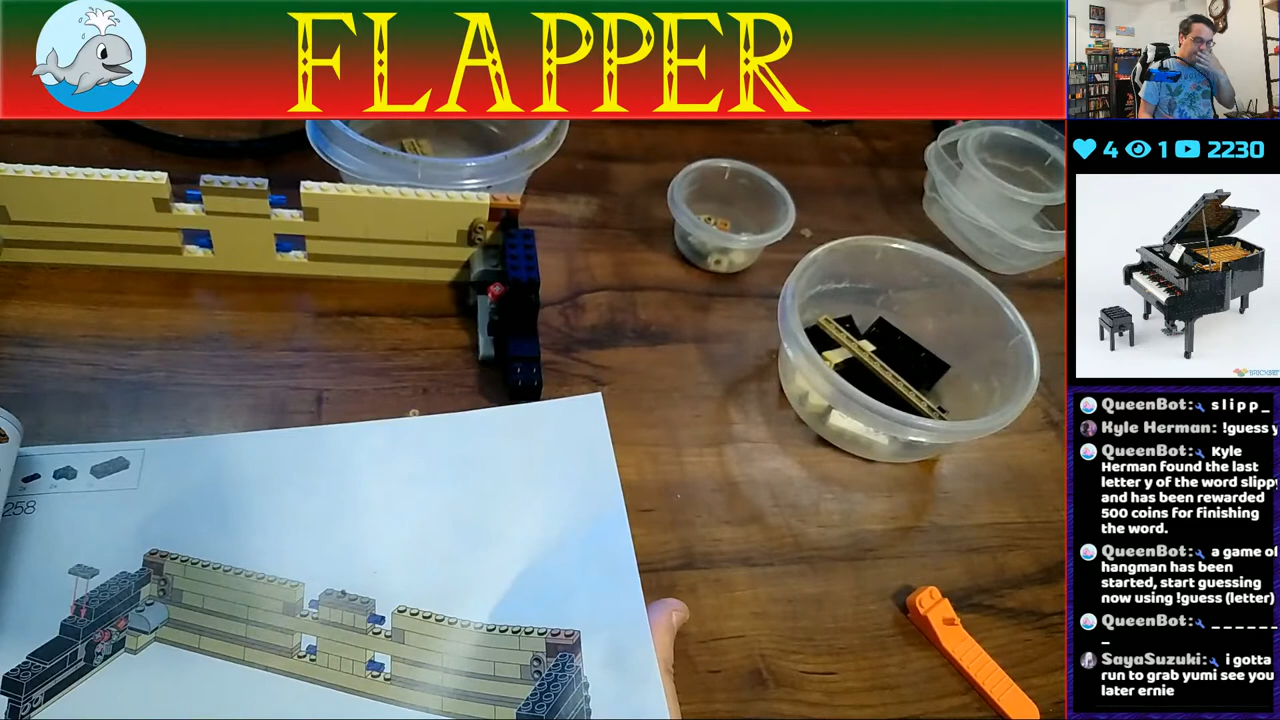 FLAPPER
4 1 2230
BRICKSET
QueenBot: slipp_
Kyle Herman: !guess y
QueenBot: Kyle
Herman found the last
letter y of the word slippy
and has been rewarded
500 coins for finishing
the word.
QueenBot: a game of
hangman has been
started, start guessing
now using !guess (letter)
QueenBot: _ _ _ _ _ _
_
SayaSuzuki: i gotta
run to grab yumi see you
later ernie
2x
258